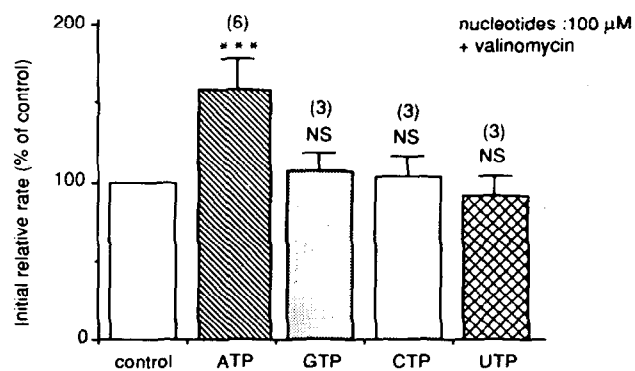 200
(6)
***
nucleotides :100 µM
+ valinomycin
(3)
NS
(3)
NS
(3)
NS
100
0
Initial relative rate (% of control)
control
ATP
GTP
CTP
UTP